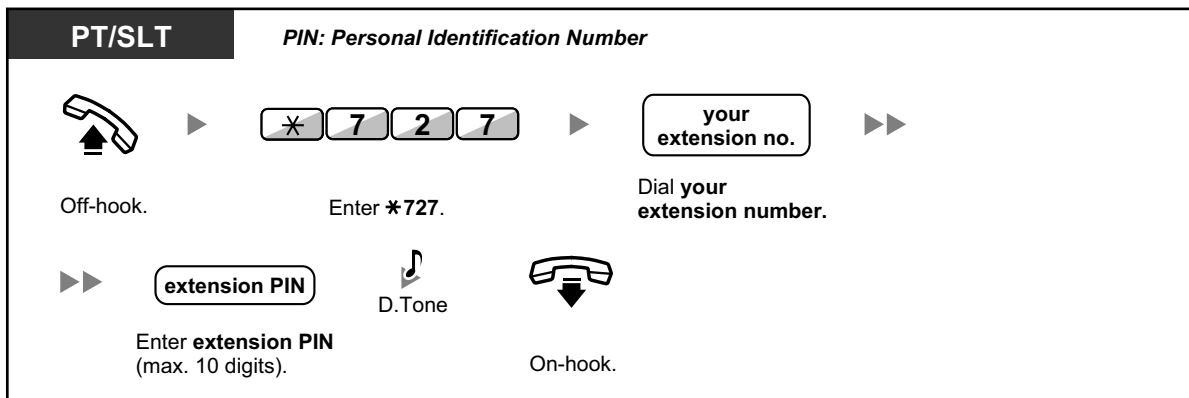 PT/SLT
PIN: Personal Identification Number
✳ 7 2 7
your
extension no.
Off-hook.
Enter ✳727.
Dial your
extension number.
extension PIN
D.Tone
Enter extension PIN
(max. 10 digits).
On-hook.